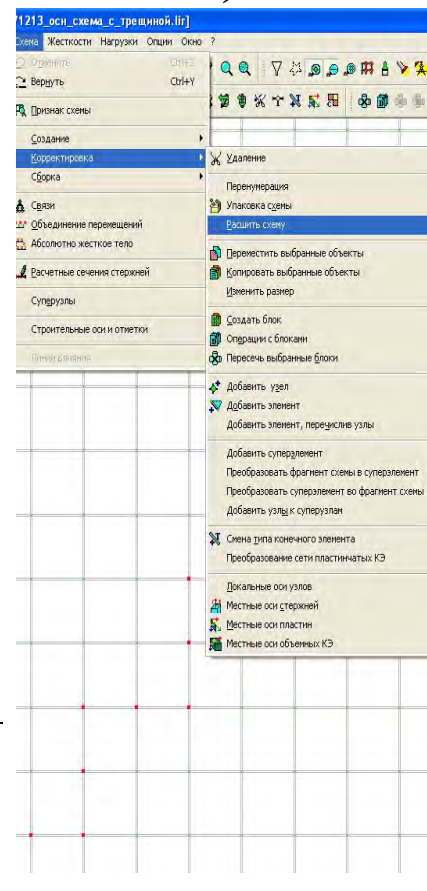 71213_осн_схема_с_трещиной.lir]
Схема Жесткости Нагрузки Опции Окно ?
Отменить Ctrl+Z
Вернуть Ctrl+Y
Признак схемы
Создание
Корректировка
Сборка
Связи
Объединение перемещений
Абсолютно жесткое тело
Расчетные сечения стержней
Суперузлы
Строительные оси и отметки
Линии влияния
Удаление
Перенумерация
Упаковка схемы
Расшить схему
Переместить выбранные объекты
Копировать выбранные объекты
Изменить размер
Создать блок
Операции с блоками
Пересечь выбранные блоки
Добавить узел
Добавить элемент
Добавить элемент, перечислив узлы
Добавить суперэлемент
Преобразовать фрагмент схемы в суперэлемент
Преобразовать суперэлемент во фрагмент схемы
Добавить узлы к суперузлам
Смена типа конечного элемента
Преобразование сети пластинчатых КЭ
Локальные оси узлов
Местные оси стержней
Местные оси пластин
Местные оси объемных КЭ